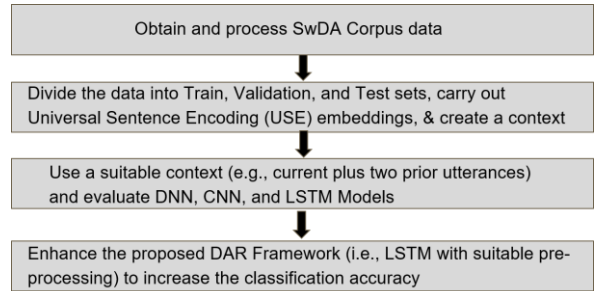 Obtain and process SwDA Corpus data
Divide the data into Train, Validation, and Test sets, carry out
Universal Sentence Encoding (USE) embeddings, & create a context
Use a suitable context (e.g., current plus two prior utterances)
and evaluate DNN, CNN, and LSTM Models
Enhance the proposed DAR Framework (i.e., LSTM with suitable pre-
processing) to increase the classification accuracy